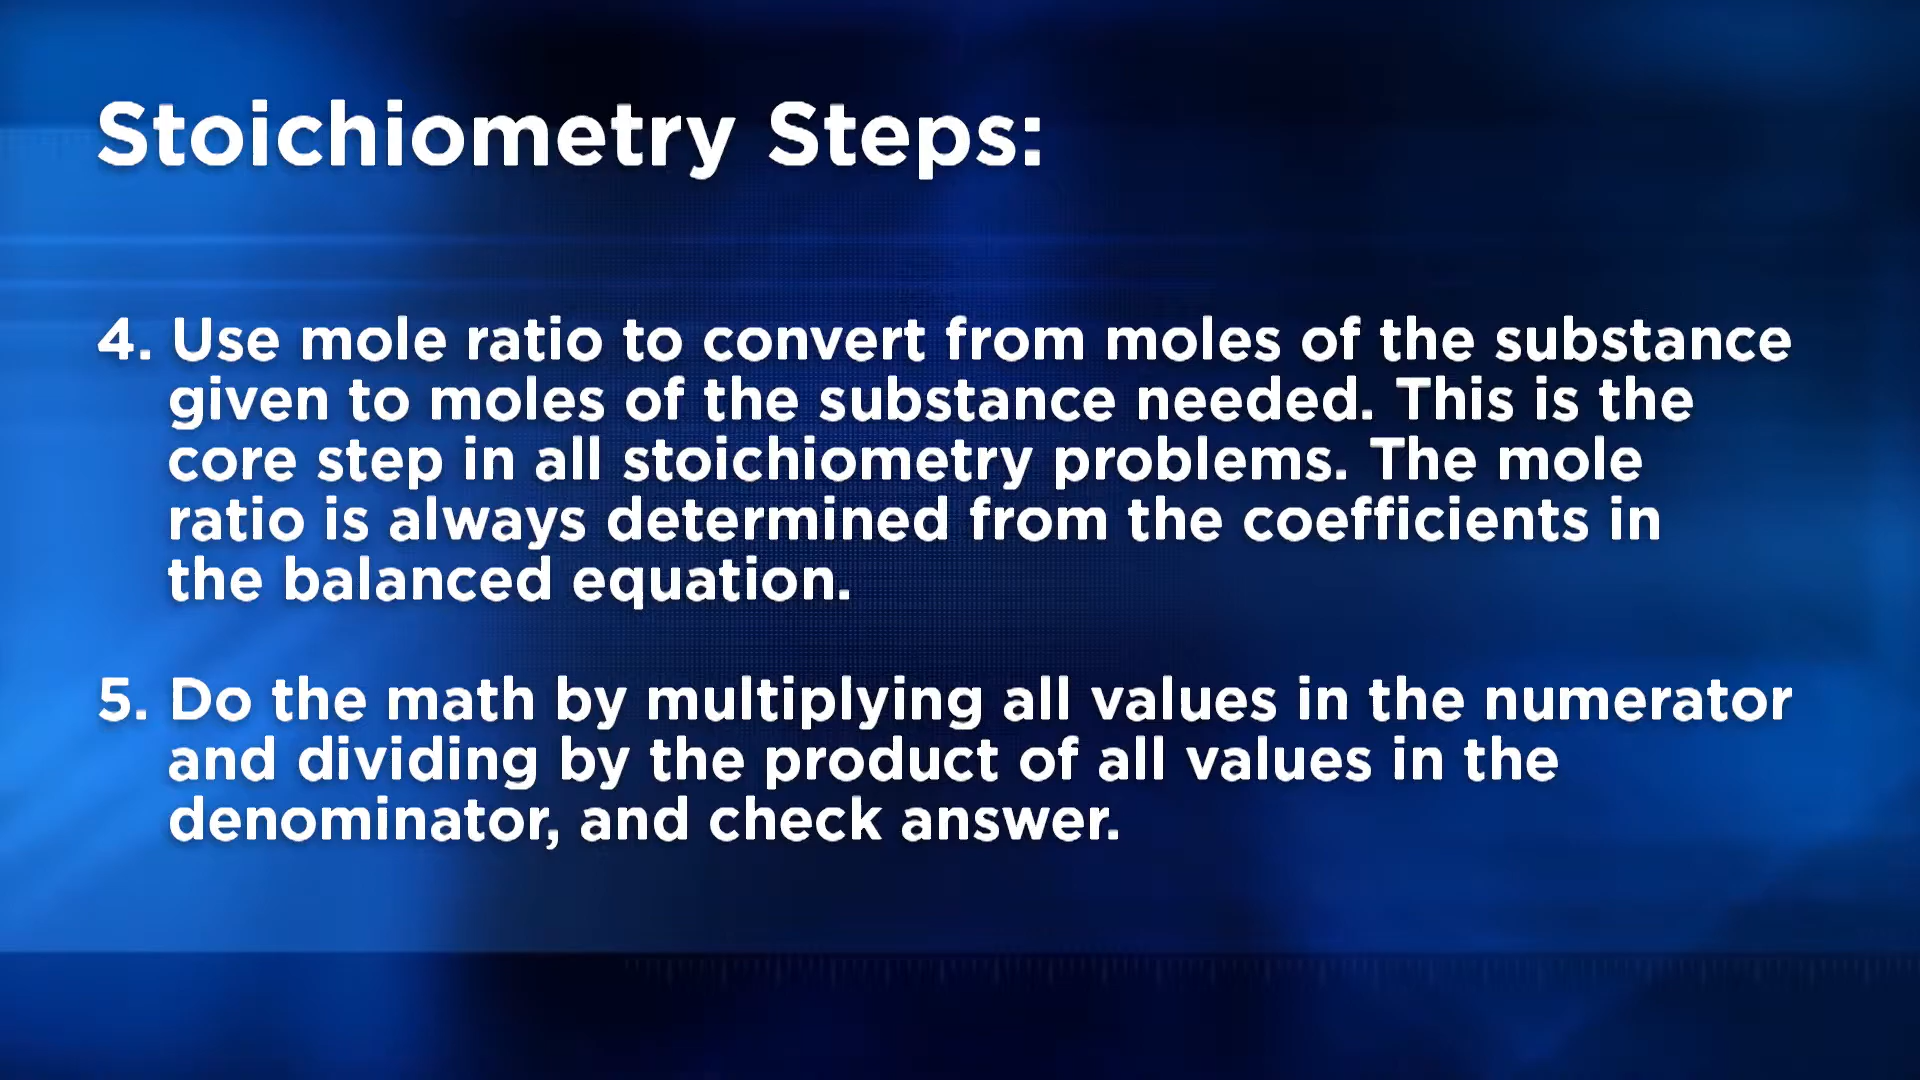 Stoichiometry Steps:
4. Use mole ratio to convert from moles of the substance
given to moles of the substance needed. This is the
core step in all stoichiometry problems. The mole
ratio is always determined from the coefficients in
the balanced equation.
5. Do the math by multiplying all values in the numerator
and dividing by the product of all values in the
denominator, and check answer.